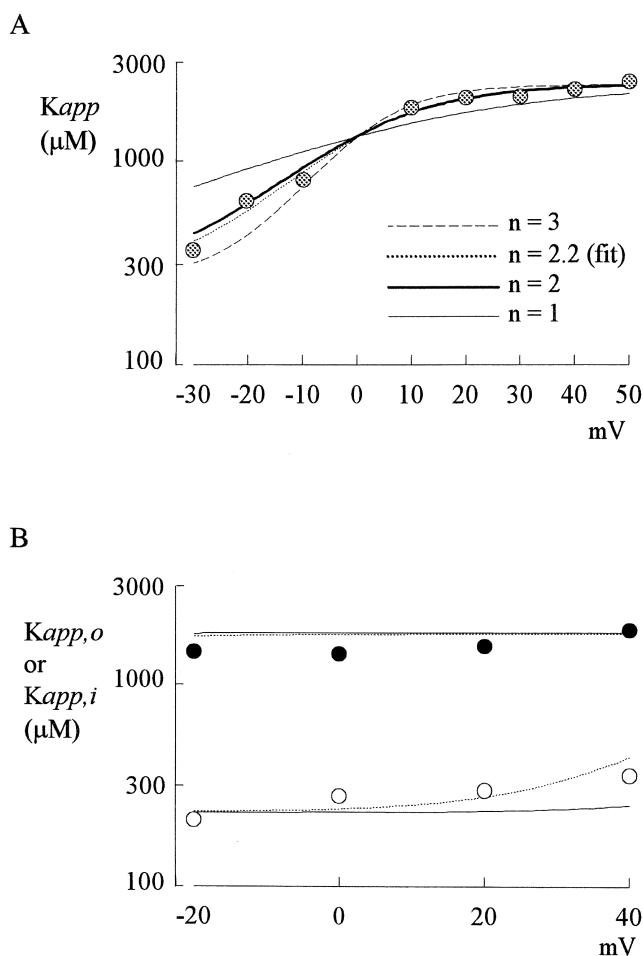 A
3000
Kapp
(μM)
1000
300
100
n = 3
n = 2.2 (fit)
n = 2
n = 1
-30 -20 -10 0 10 20 30 40 50
mV
B
3000
Kapp,o
or
Kapp,i
(μM)
1000
300
100
-20 0 20 40
mV